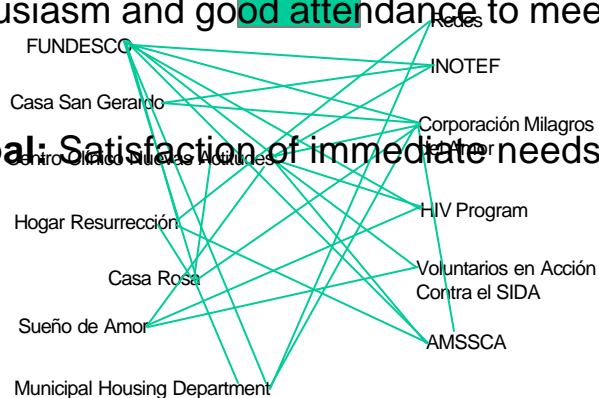 usiasm and good attendance to mee
Redes
FUNDESCO
INOTEF
Casa San Gerardo
Corporación Milagros
del Amor
al: Satisfaction of immediate needs
Centro Clínico Nuevas Actitudes
Hogar Resurrección
HIV Program
Casa Rosa
Voluntarios en Acción
Contra el SIDA
Sueño de Amor
AMSSCA
Municipal Housing Department